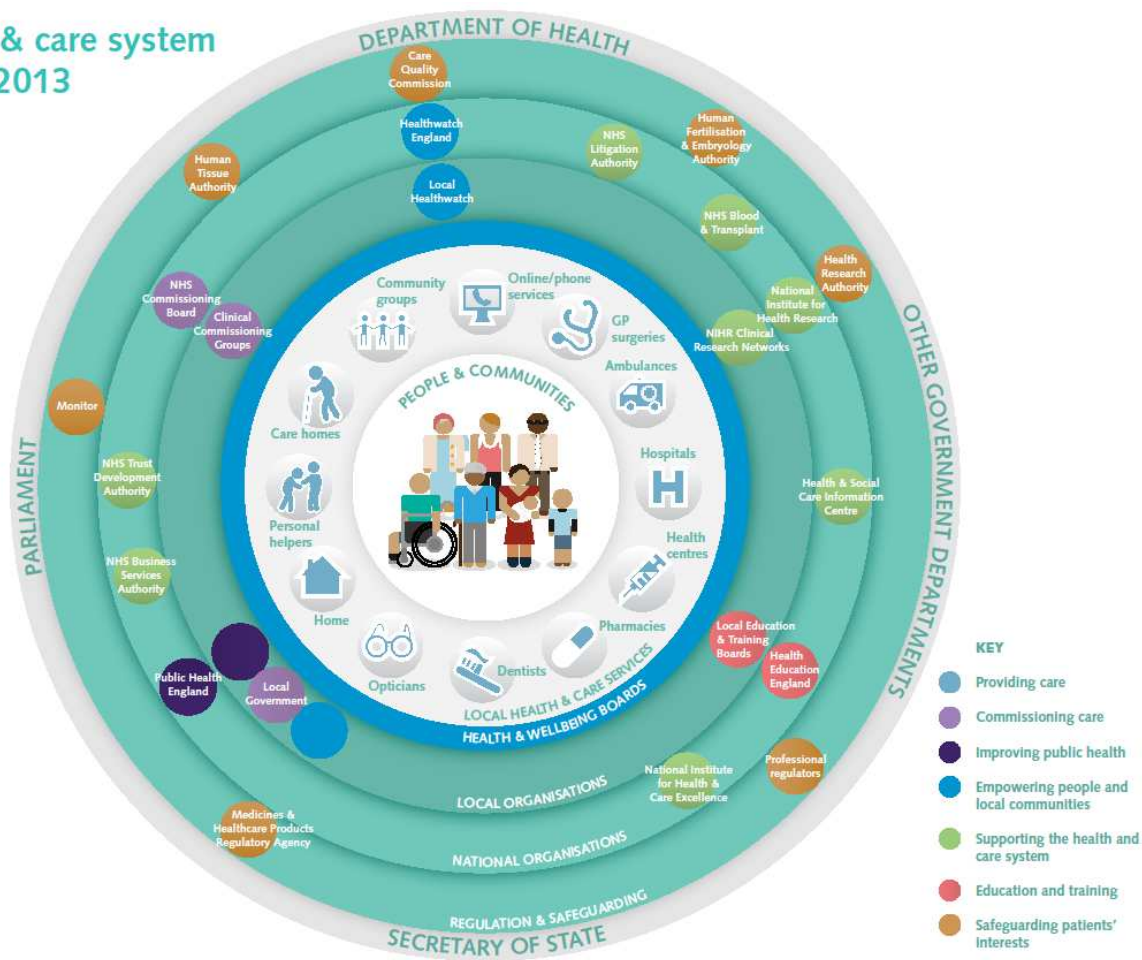 & care system
2013
DEPARTMENT OF HEALTH
OTHER GOVERNMENT DEPARTMENTS
SECRETARY OF STATE
PARLIAMENT
Care
Quality
Commission
Healthwatch
England
Local
Healthwatch
Human
Tissue
Authority
NHS
Litigation
Authority
Human
Fertilisation
& Embryology
Authority
NHS Blood
& Transplant
Health
Research
Authority
National
Institute for
Health Research
NIHR Clinical
Research Networks
NHS
Commissioning
Board
Clinical
Commissioning
Groups
Monitor
NHS Trust
Development
Authority
NHS Business
Services
Authority
Public Health
England
Local
Government
Medicines &
Healthcare Products
Regulatory Agency
Health & Social
Care Information
Centre
Local Education
& Training
Boards
Health
Education
England
Professional
regulators
National Institute
for Health &
Care Excellence
Community
groups
Online/phone
services
GP
surgeries
Ambulances
Hospitals
H
Health
centres
Pharmacies
Dentists
Opticians
Home
Personal
helpers
Care homes
PEOPLE & COMMUNITIES
LOCAL HEALTH & CARE SERVICES
HEALTH & WELLBEING BOARDS
LOCAL ORGANISATIONS
NATIONAL ORGANISATIONS
REGULATION & SAFEGUARDING
KEY
Providing care
Commissioning care
Improving public health
Empowering people and
local communities
Supporting the health and
care system
Education and training
Safeguarding patients'
interests